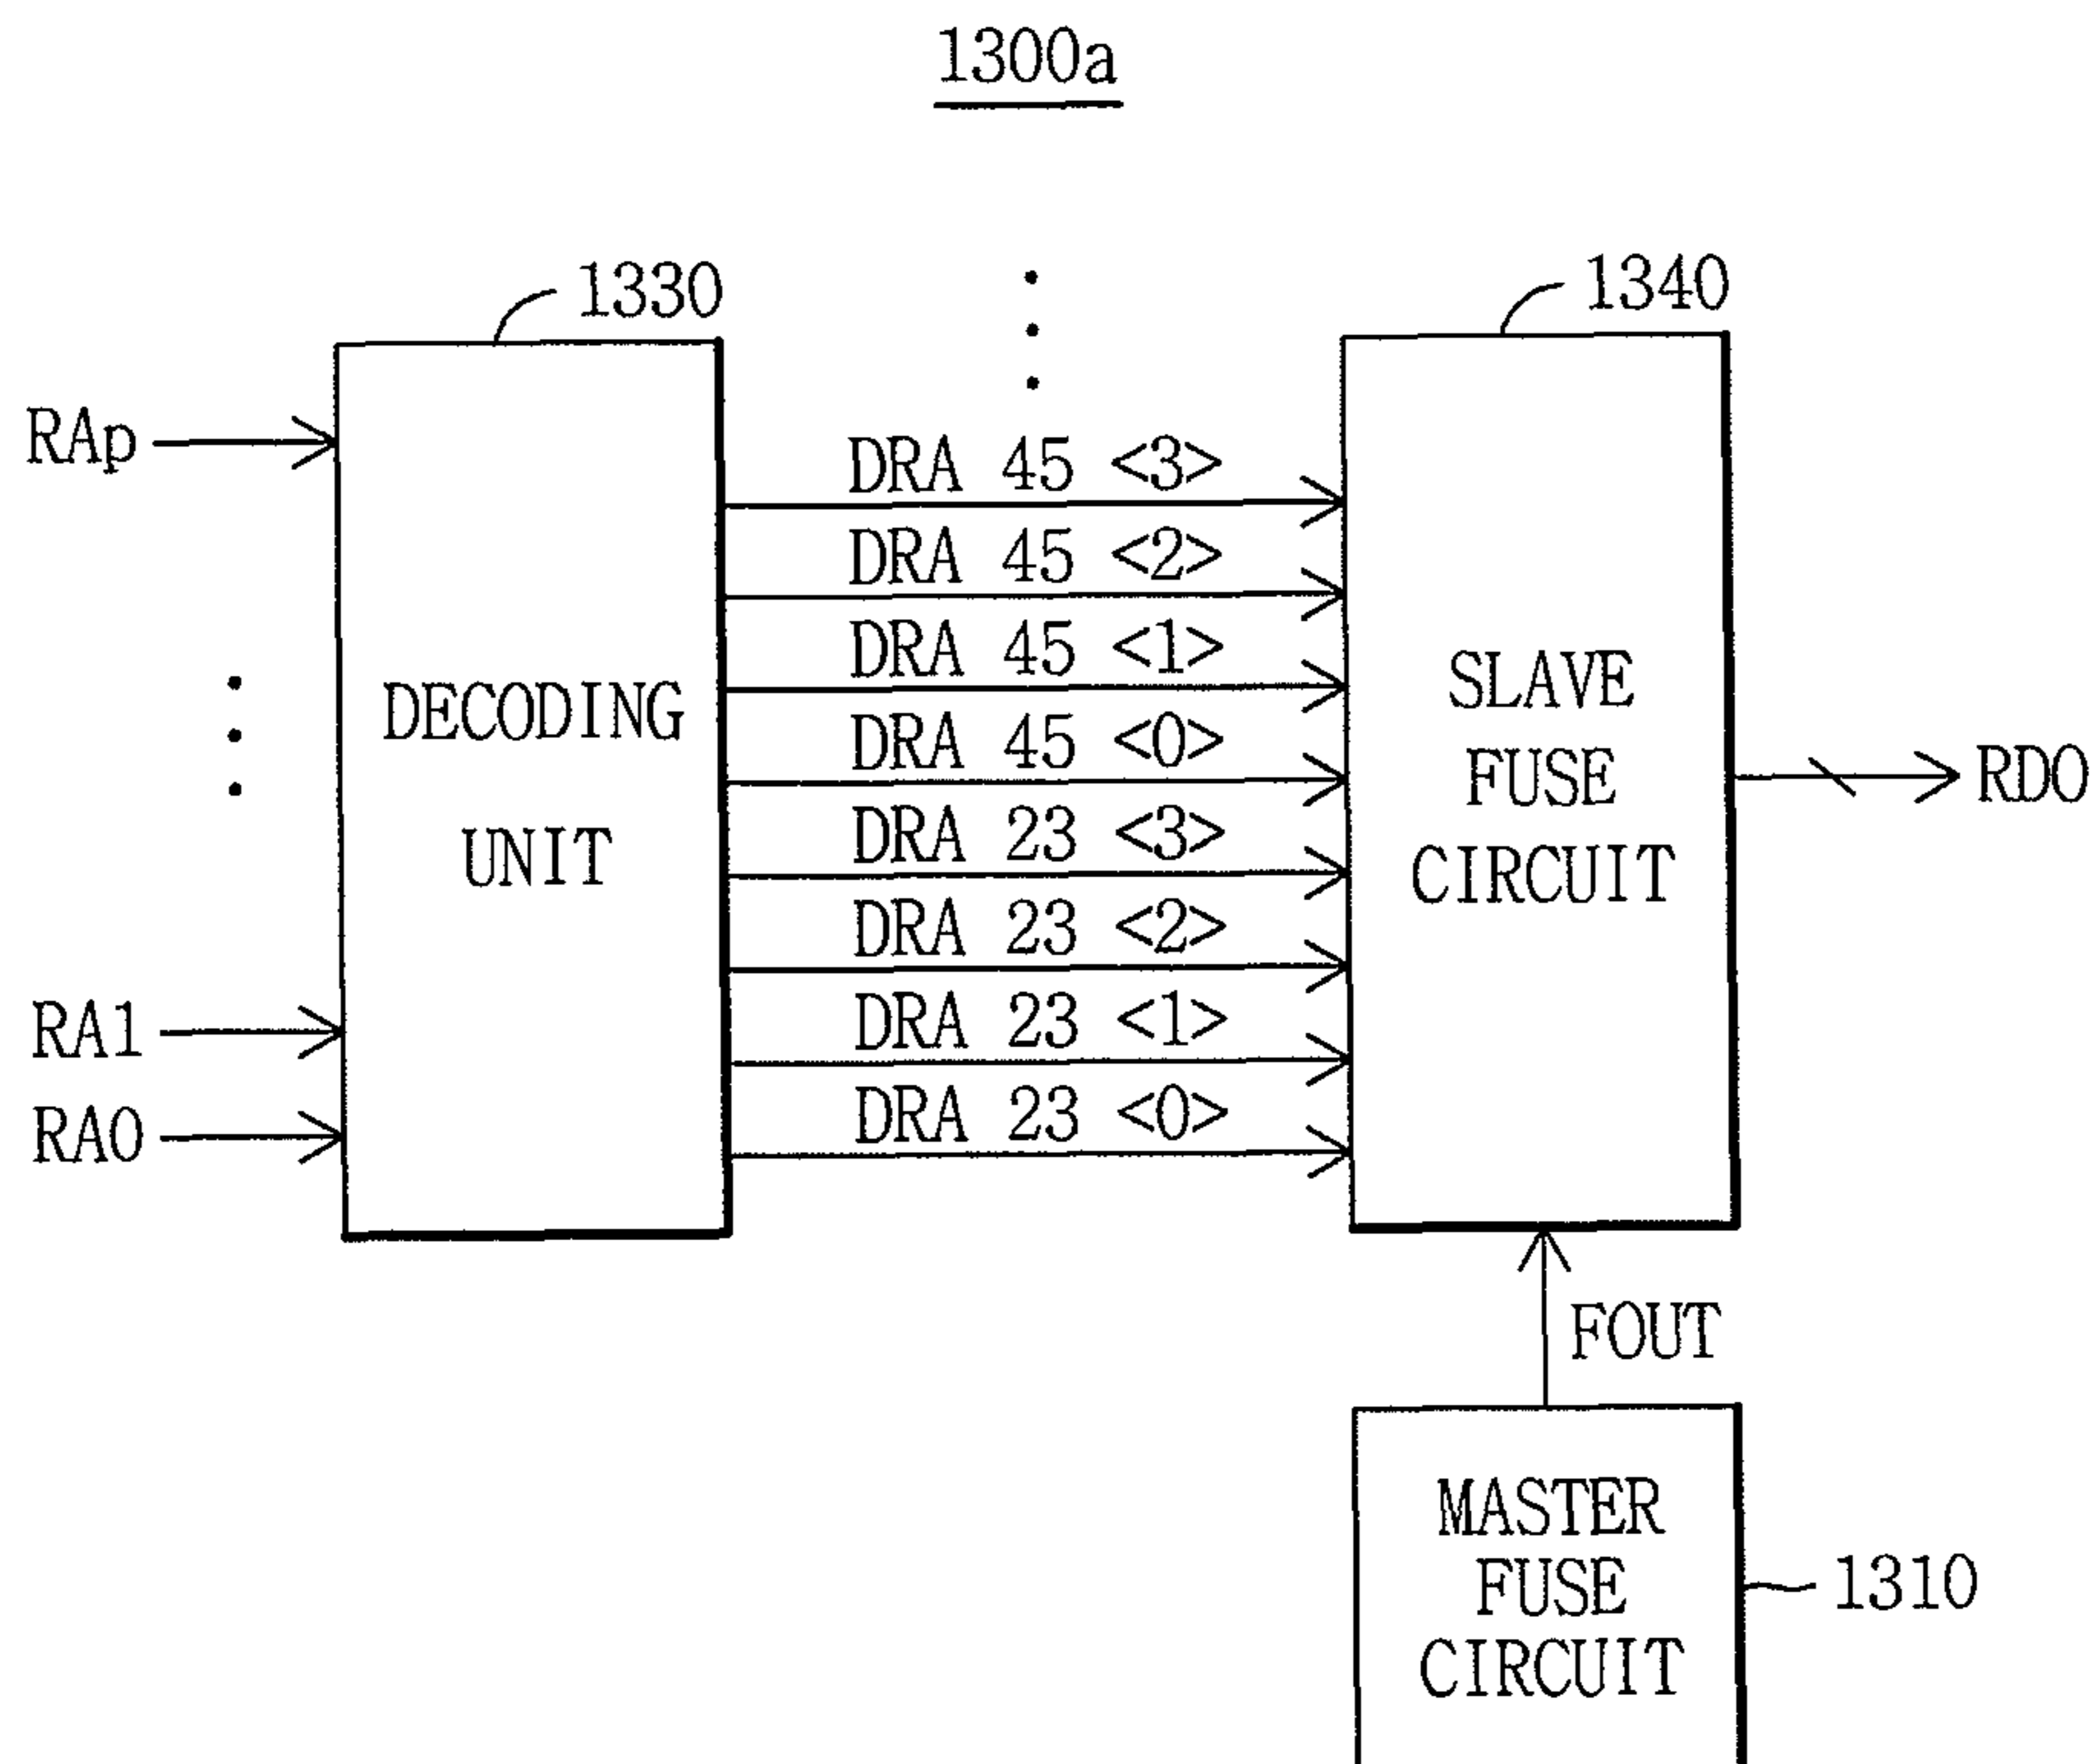 1300a
1330
1340
RAp
DRA 45 <3>
DRA 45 <2>
DRA 45 <1>
DRA 45 <0>
DRA 23 <3>
DRA 23 <2>
DRA 23 <1>
DRA 23 <0>
DECODING
UNIT
SLAVE
FUSE
CIRCUIT
RDO
RA1
RA0
FOUT
MASTER
FUSE
CIRCUIT
1310